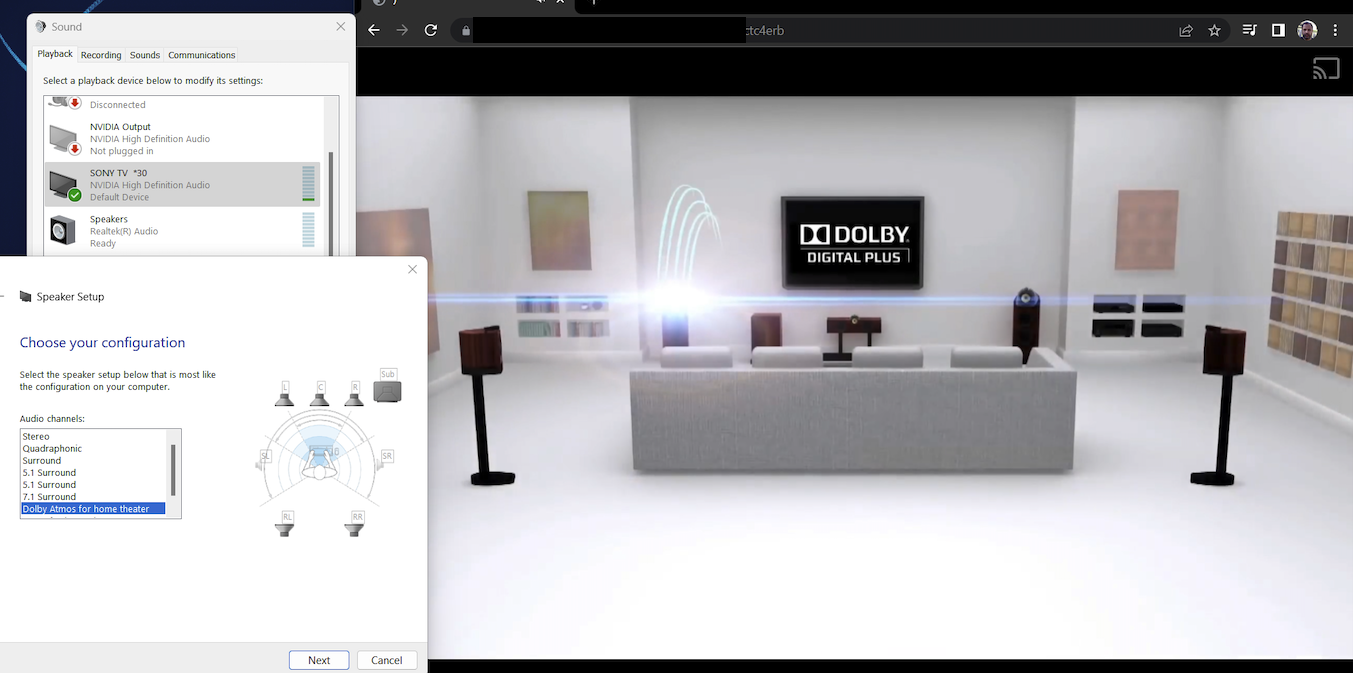 Sound
Playback
Recording
Sounds
Communications
Select a playback device below to modify its settings:
Disconnected
NVIDIA Output
NVIDIA High Definition Audio
Not plugged in
SONY TV *30
NVIDIA High Definition Audio
Default Device
Speakers
Realtek(R) Audio
Ready
Speaker Setup
Choose your configuration
Select the speaker setup below that is most like
the configuration on your computer.
Audio channels:
Stereo
Quadraphonic
Surround
5.1 Surround
5.1 Surround
7.1 Surround
Dolby Atmos for home theater
L
C
R
Sub
SL
SR
RL
RR
Next
Cancel
ctc4erb
DOLBY
DIGITAL PLUS